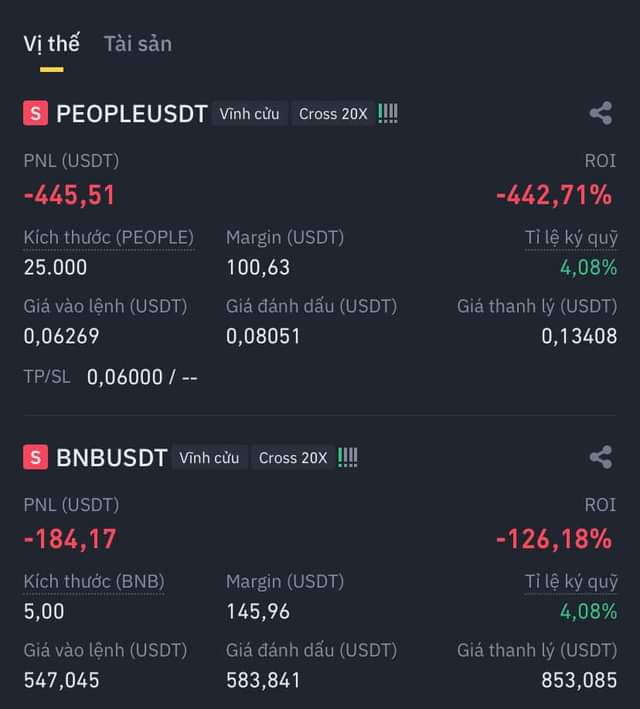 Vị thế Tài sản
S PEOPLEUSDT Vĩnh cửu Cross 20X
PNL (USDT) ROI
-445,51 -442,71%
Kích thước (PEOPLE) Margin (USDT) Tỉ lệ ký quỹ
25.000 100,63 4,08%
Giá vào lệnh (USDT) Giá đánh dấu (USDT) Giá thanh lý (USDT)
0,06269 0,08051 0,13408
TP/SL 0,06000 / --
S BNBUSDT Vĩnh cửu Cross 20X
PNL (USDT) ROI
-184,17 -126,18%
Kích thước (BNB) Margin (USDT) Tỉ lệ ký quỹ
5,00 145,96 4,08%
Giá vào lệnh (USDT) Giá đánh dấu (USDT) Giá thanh lý (USDT)
547,045 583,841 853,085